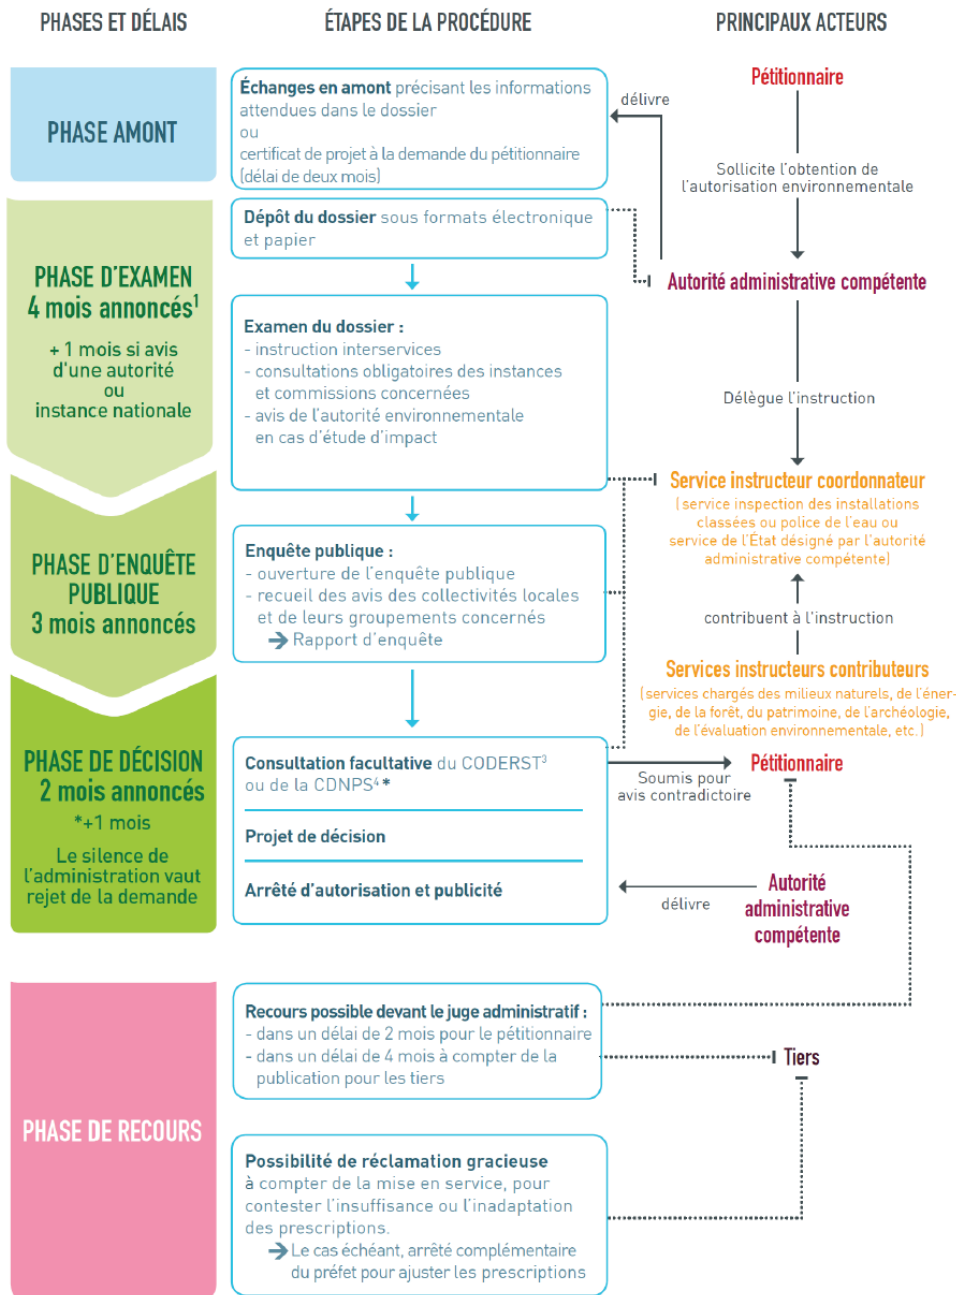 PHASES ET DÉLAIS
ÉTAPES DE LA PROCÉDURE
PRINCIPAUX ACTEURS
PHASE AMONT
Échanges en amont précisant les informations
attendues dans le dossier
ou
certificat de projet à la demande du pétitionnaire
(délai de deux mois)
délivre
Pétitionnaire
Sollicite l'obtention de
l'autorisation environnementale
Dépôt du dossier sous formats électronique
et papier
Autorité administrative compétente
PHASE D'EXAMEN
4 mois annoncés¹
+ 1 mois si avis
d'une autorité
ou
instance nationale
Examen du dossier :
- instruction interservices
- consultations obligatoires des instances
et commissions concernées
- avis de l'autorité environnementale
en cas d'étude d'impact
Délègue l'instruction
Service instructeur coordonnateur
( service inspection des installations
classées ou police de l'eau ou
service de l'État désigné par l'autorité
administrative compétente)
PHASE D'ENQUÊTE
PUBLIQUE
3 mois annoncés
Enquête publique :
- ouverture de l'enquête publique
- recueil des avis des collectivités locales
et de leurs groupements concernés
→ Rapport d'enquête
contribuent à l'instruction
Services instructeurs contributeurs
(services chargés des milieux naturels, de l'éner-
gie, de la forêt, du patrimoine, de l'archéologie,
de l'évaluation environnementale, etc.)
PHASE DE DÉCISION
2 mois annoncés
*+1 mois
Le silence de
l'administration vaut
rejet de la demande
Consultation facultative du CODERST³
ou de la CDNPS⁴ *
Projet de décision
Arrêté d'autorisation et publicité
Soumis pour
avis contradictoire
Pétitionnaire
délivre
Autorité
administrative
compétente
PHASE DE RECOURS
Recours possible devant le juge administratif :
- dans un délai de 2 mois pour le pétitionnaire
- dans un délai de 4 mois à compter de la
publication pour les tiers
Tiers
Possibilité de réclamation gracieuse
à compter de la mise en service, pour
contester l'insuffisance ou l'inadaptation
des prescriptions.
→ Le cas échéant, arrêté complémentaire
du préfet pour ajuster les prescriptions